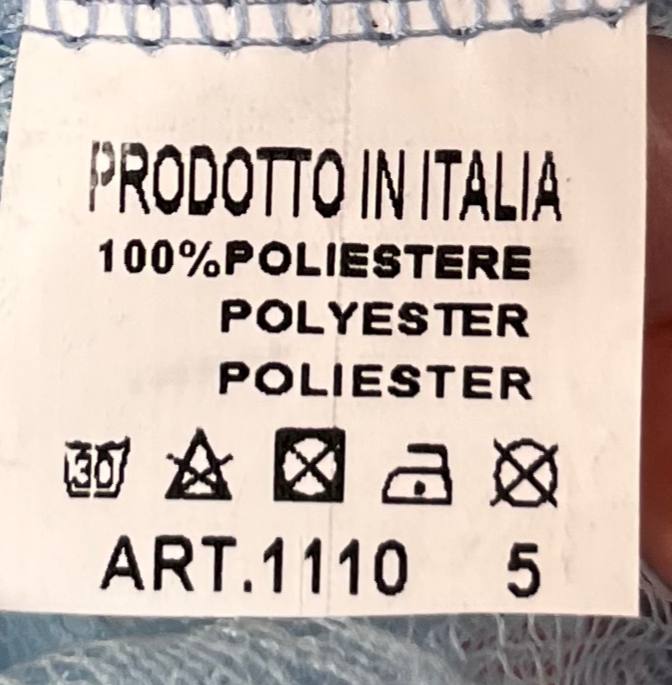 PRODOTTO IN ITALIA
100%POLIESTERE
POLYESTER
POLIESTER
30
ART.1110 5